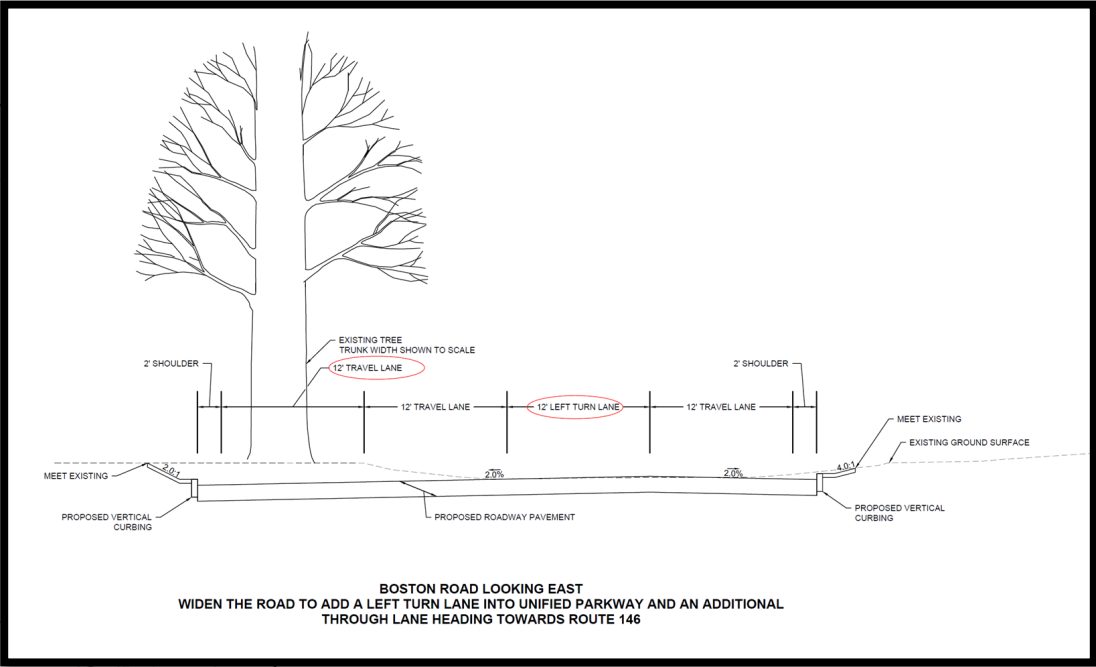 EXISTING TREE
TRUNK WIDTH SHOWN TO SCALE
2' SHOULDER
12' TRAVEL LANE
2' SHOULDER
12' TRAVEL LANE
12' LEFT TURN LANE
12' TRAVEL LANE
MEET EXISTING
EXISTING GROUND SURFACE
MEET EXISTING
2.0:1
2.0%
2.0%
4.0:1
PROPOSED VERTICAL
CURBING
PROPOSED ROADWAY PAVEMENT
PROPOSED VERTICAL
CURBING
BOSTON ROAD LOOKING EAST
WIDEN THE ROAD TO ADD A LEFT TURN LANE INTO UNIFIED PARKWAY AND AN ADDITIONAL
THROUGH LANE HEADING TOWARDS ROUTE 146